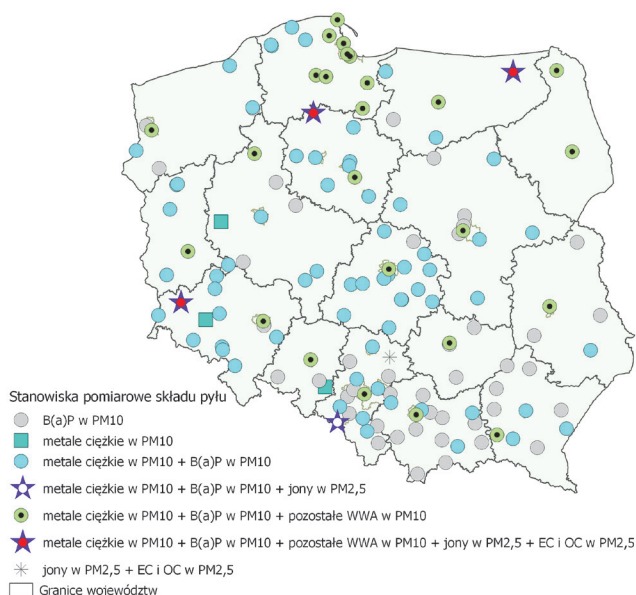 Stanowiska pomiarowe składu pyłu
B(a)P w PM10
metale ciężkie w PM10
metale ciężkie w PM10 + B(a)P w PM10
metale ciężkie w PM10 + B(a)P w PM10 + jony w PM2,5
metale ciężkie w PM10 + B(a)P w PM10 + pozostałe WWA w PM10
metale ciężkie w PM10 + B(a)P w PM10 + pozostałe WWA w PM10 + jony w PM2,5 + EC i OC w PM2,5
jony w PM2,5 + EC i OC w PM2,5
Granice województw